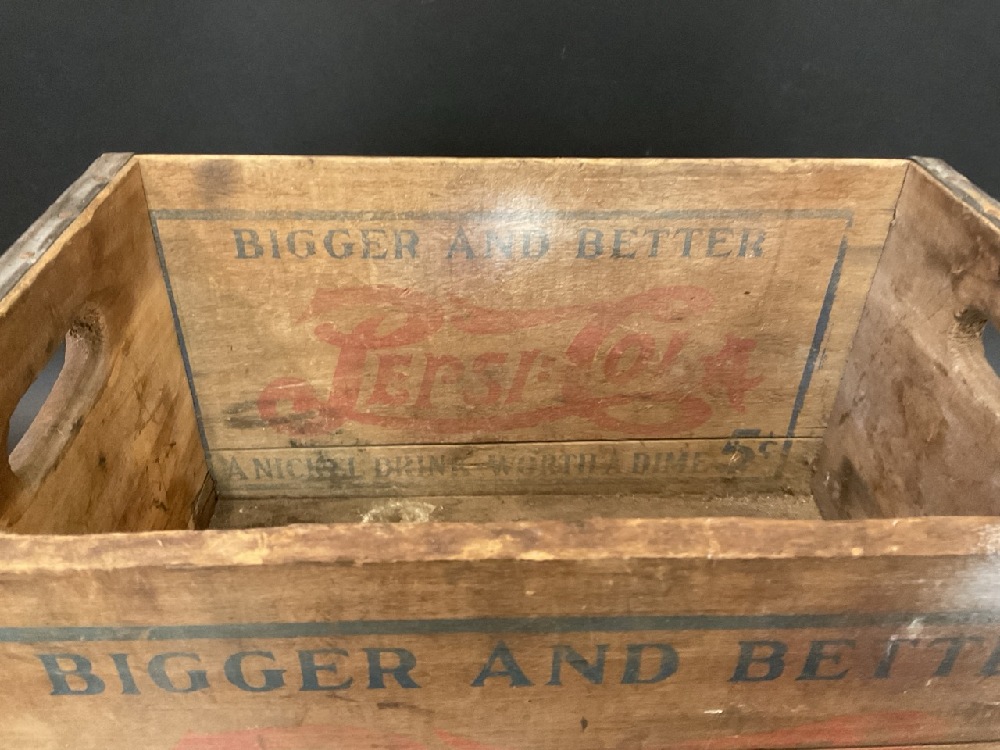 BIGGER AND BETTER
PEPSI:COLA
A NICKEL DRINK-WORTH A DIME 5¢
BIGGER AND BETTE